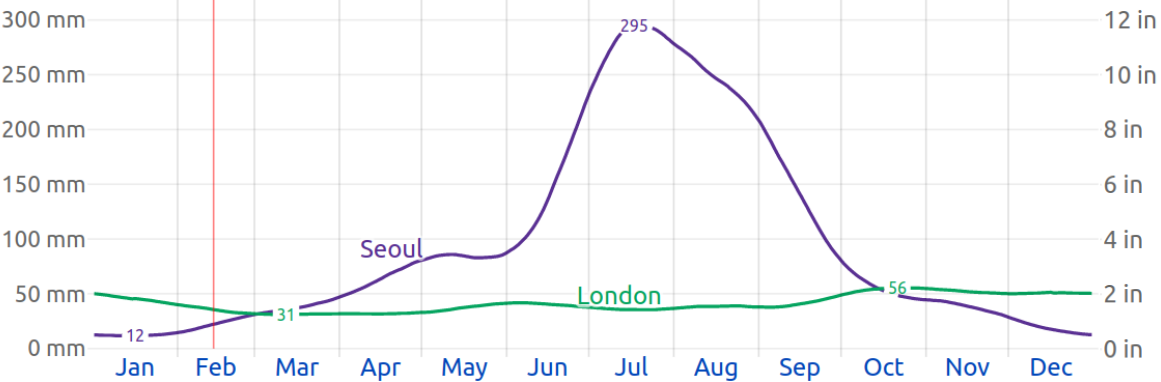 300 mm 295 12 in
250 mm 10 in
200 mm 8 in
150 mm 6 in
100 mm Seoul 4 in
50 mm London 56 2 in
31
12
0 mm 0 in
Jan Feb Mar Apr May Jun Jul Aug Sep Oct Nov Dec